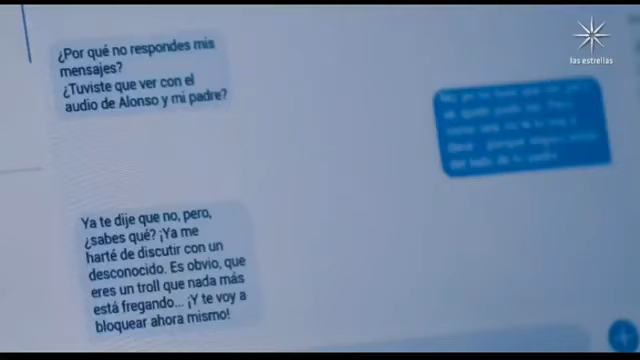 las estrellas
¿Por qué no respondes mis
mensajes?
¿Tuviste que ver con el
audio de Alonso y mi padre?
Ya te dije que no, pero,
¿sabes qué? ¡Ya me
harté de discutir con un
desconocido. Es obvio, que
eres un troll que nada más
está fregando... ¡Y te voy a
bloquear ahora mismo!